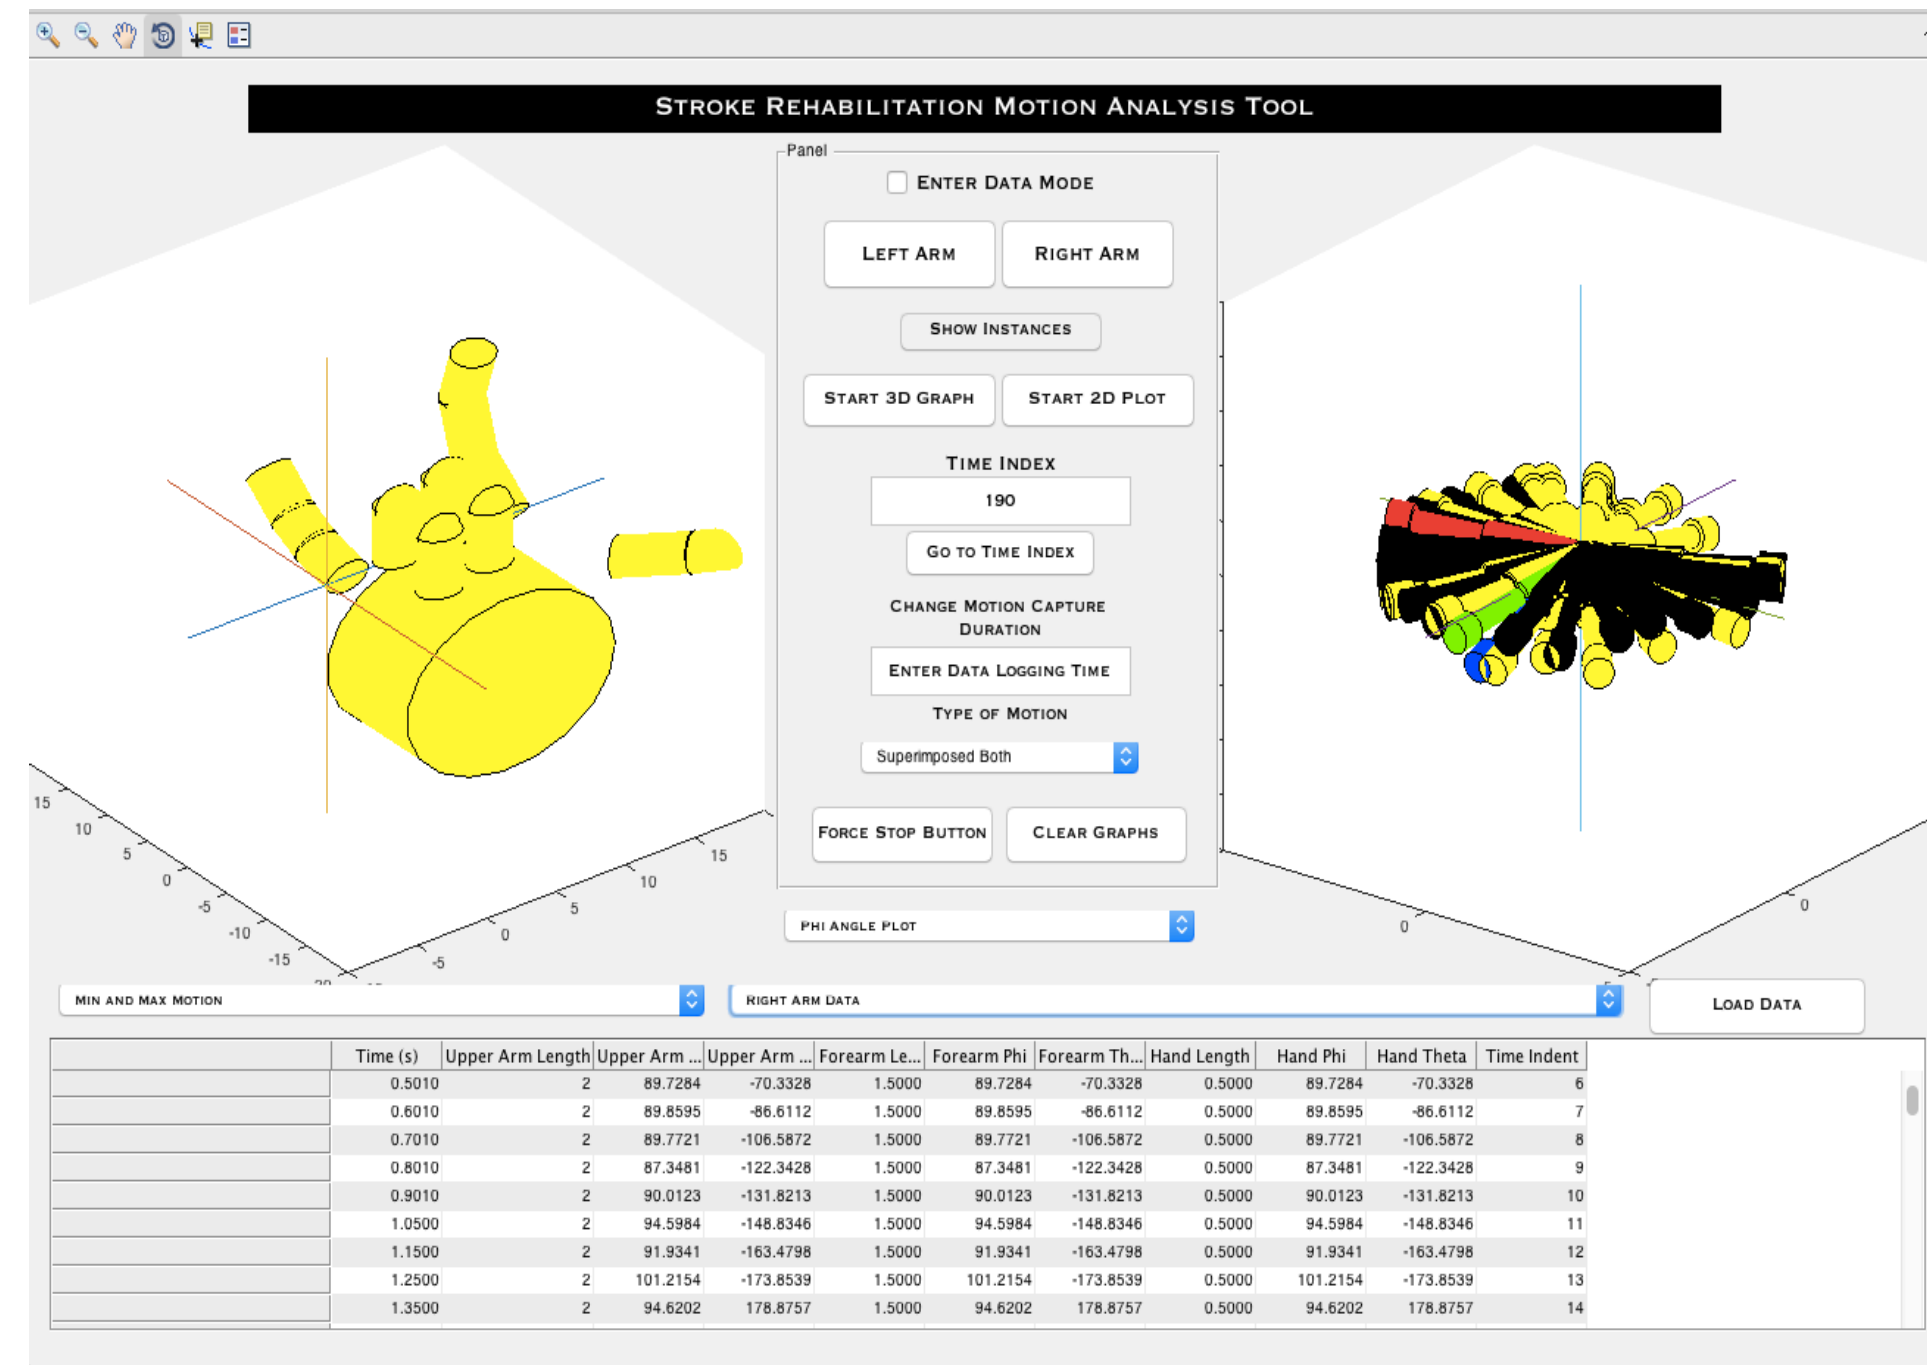 STROKE REHABILITATION MOTION ANALYSIS TOOL
Panel
ENTER DATA MODE
LEFT ARM RIGHT ARM
SHOW INSTANCES
START 3D GRAPH START 2D PLOT
TIME INDEX
190
GO TO TIME INDEX
CHANGE MOTION CAPTURE
DURATION
ENTER DATA LOGGING TIME
TYPE OF MOTION
Superimposed Both
FORCE STOP BUTTON CLEAR GRAPHS
PHI ANGLE PLOT
15
10
5
0
-5
-10
-15
-5
0
5
10
15
0
0
MIN AND MAX MOTION RIGHT ARM DATA LOAD DATA
Time (s) Upper Arm Length Upper Arm ... Upper Arm ... Forearm Le... Forearm Phi Forearm Th... Hand Length Hand Phi Hand Theta Time Indent
0.5010 2 89.7284 -70.3328 1.5000 89.7284 -70.3328 0.5000 89.7284 -70.3328 6
0.6010 2 89.8595 -86.6112 1.5000 89.8595 -86.6112 0.5000 89.8595 -86.6112 7
0.7010 2 89.7721 -106.5872 1.5000 89.7721 -106.5872 0.5000 89.7721 -106.5872 8
0.8010 2 87.3481 -122.3428 1.5000 87.3481 -122.3428 0.5000 87.3481 -122.3428 9
0.9010 2 90.0123 -131.8213 1.5000 90.0123 -131.8213 0.5000 90.0123 -131.8213 10
1.0500 2 94.5984 -148.8346 1.5000 94.5984 -148.8346 0.5000 94.5984 -148.8346 11
1.1500 2 91.9341 -163.4798 1.5000 91.9341 -163.4798 0.5000 91.9341 -163.4798 12
1.2500 2 101.2154 -173.8539 1.5000 101.2154 -173.8539 0.5000 101.2154 -173.8539 13
1.3500 2 94.6202 178.8757 1.5000 94.6202 178.8757 0.5000 94.6202 178.8757 14